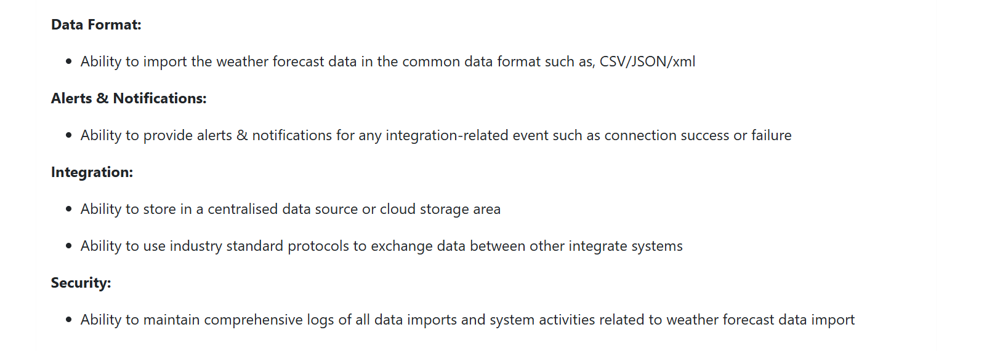 Data Format:
• Ability to import the weather forecast data in the common data format such as, CSV/JSON/xml
Alerts & Notifications:
• Ability to provide alerts & notifications for any integration-related event such as connection success or failure
Integration:
• Ability to store in a centralised data source or cloud storage area
• Ability to use industry standard protocols to exchange data between other integrate systems
Security:
• Ability to maintain comprehensive logs of all data imports and system activities related to weather forecast data import